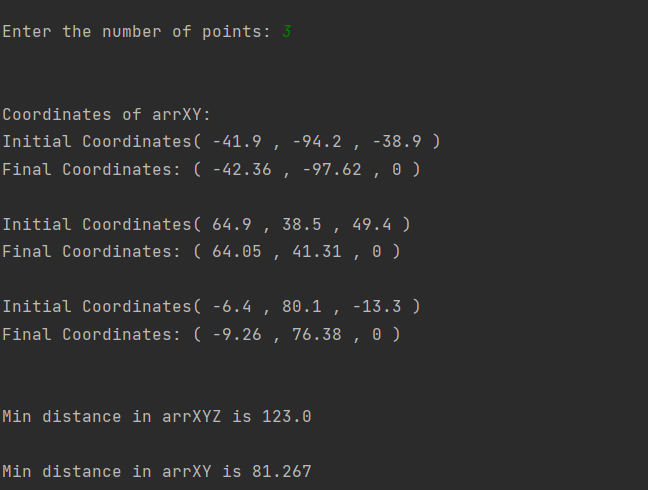 Enter the number of points: 3
Coordinates of arrXY:
Initial Coordinates( -41.9 , -94.2 , -38.9 )
Final Coordinates: ( -42.36 , -97.62 , 0 )
Initial Coordinates( 64.9 , 38.5 , 49.4 )
Final Coordinates: ( 64.05 , 41.31 , 0 )
Initial Coordinates( -6.4 , 80.1 , -13.3 )
Final Coordinates: ( -9.26 , 76.38 , 0 )
Min distance in arrXYZ is 123.0
Min distance in arrXY is 81.267